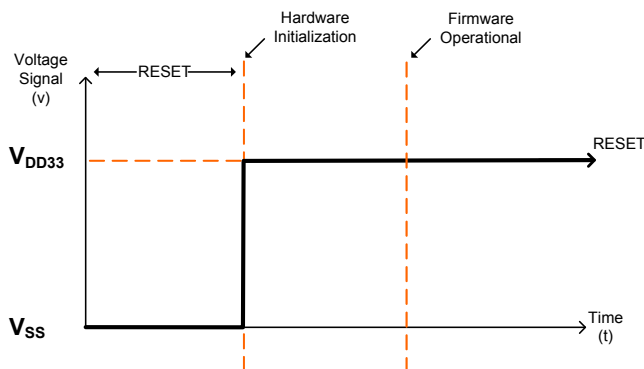 Hardware
Initialization
Firmware
Operational
Voltage
Signal
(v)
RESET
VDD33
RESET
VSS
Time
(t)